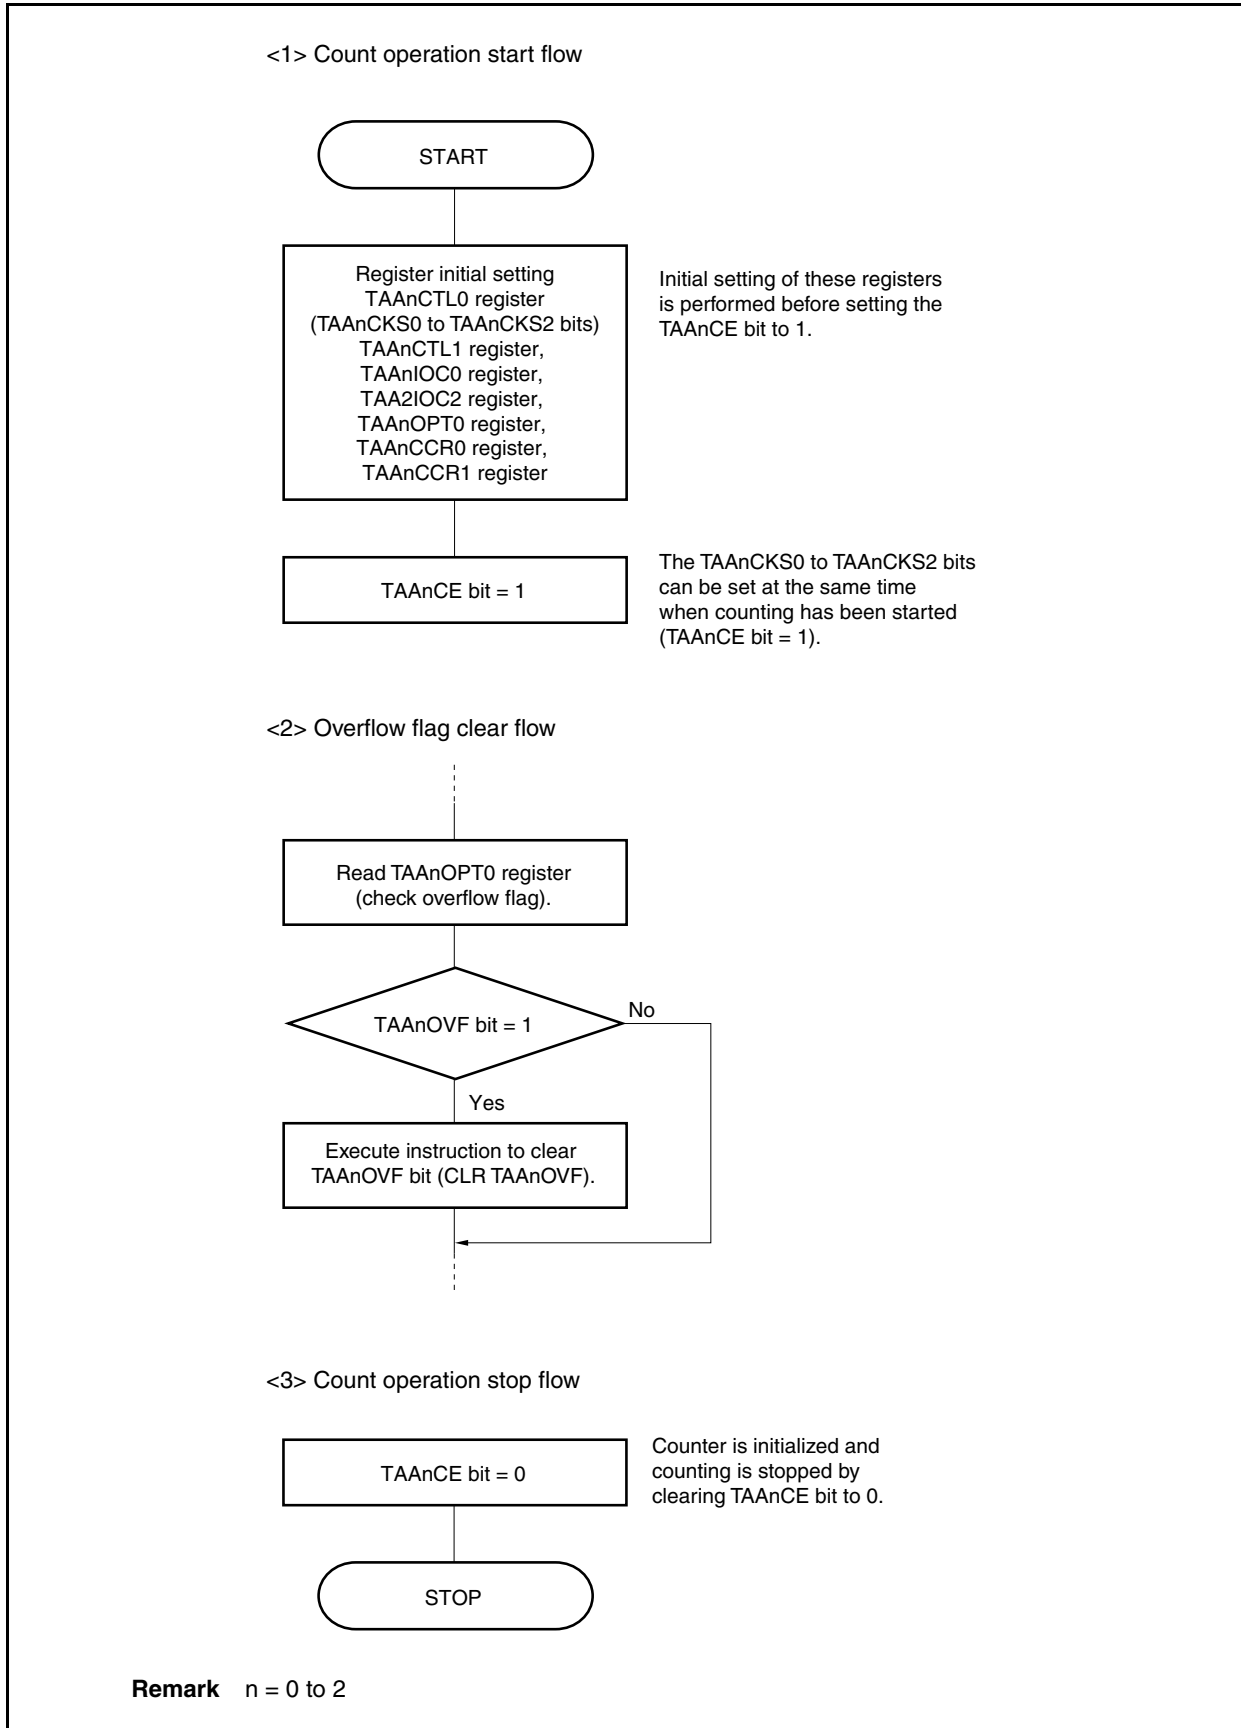 <1> Count operation start flow
START
Register initial setting
TAAnCTL0 register
(TAAnCKS0 to TAAnCKS2 bits)
TAAnCTL1 register,
TAAnIOC0 register,
TAA2IOC2 register,
TAAnOPT0 register,
TAAnCCR0 register,
TAAnCCR1 register
Initial setting of these registers
is performed before setting the
TAAnCE bit to 1.
TAAnCE bit = 1
The TAAnCKS0 to TAAnCKS2 bits
can be set at the same time
when counting has been started
(TAAnCE bit = 1).
<2> Overflow flag clear flow
Read TAAnOPT0 register
(check overflow flag).
TAAnOVF bit = 1
No
Yes
Execute instruction to clear
TAAnOVF bit (CLR TAAnOVF).
<3> Count operation stop flow
TAAnCE bit = 0
Counter is initialized and
counting is stopped by
clearing TAAnCE bit to 0.
STOP
Remark n = 0 to 2